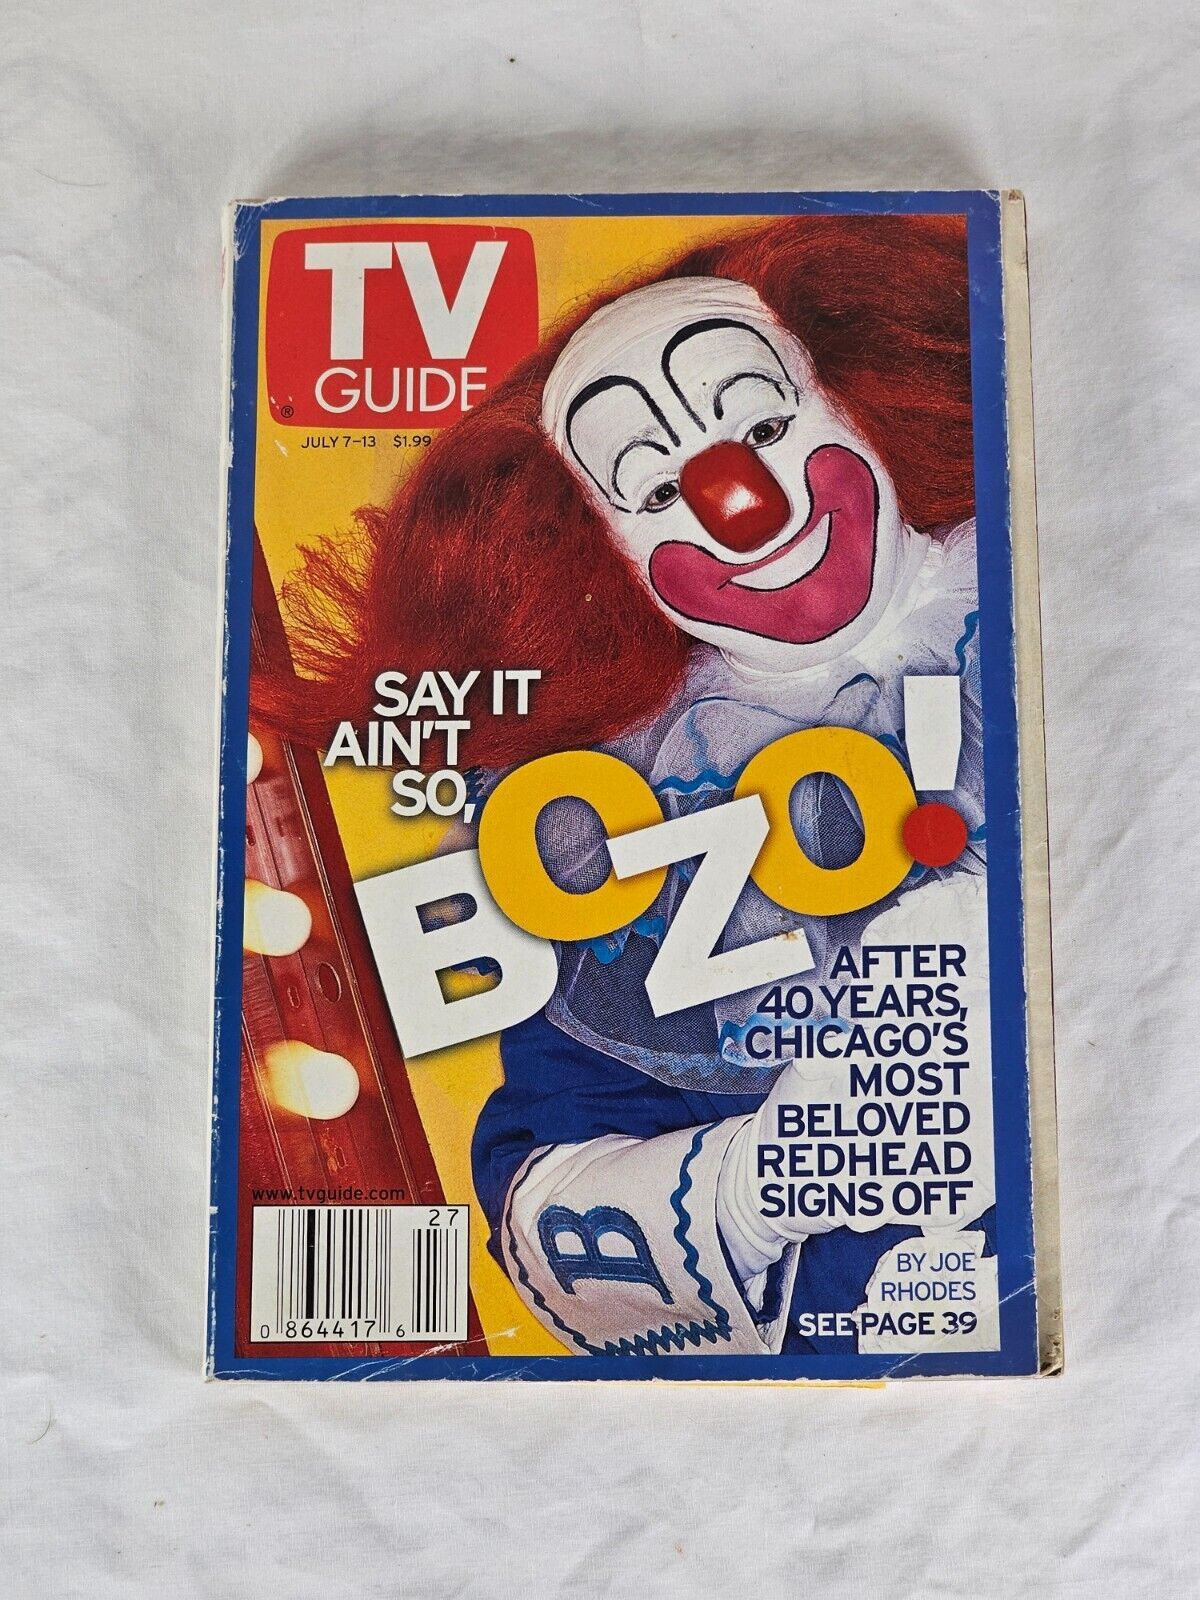 TV
GUIDE
®
JULY 7-13 $1.99
SAY IT
AIN'T
SO,
BOZO!
AFTER
40 YEARS,
CHICAGO'S
MOST
BELOVED
REDHEAD
SIGNS OFF
BY JOE
RHODES
SEE PAGE 39
www.tvguide.com
27
0 864417 6
B